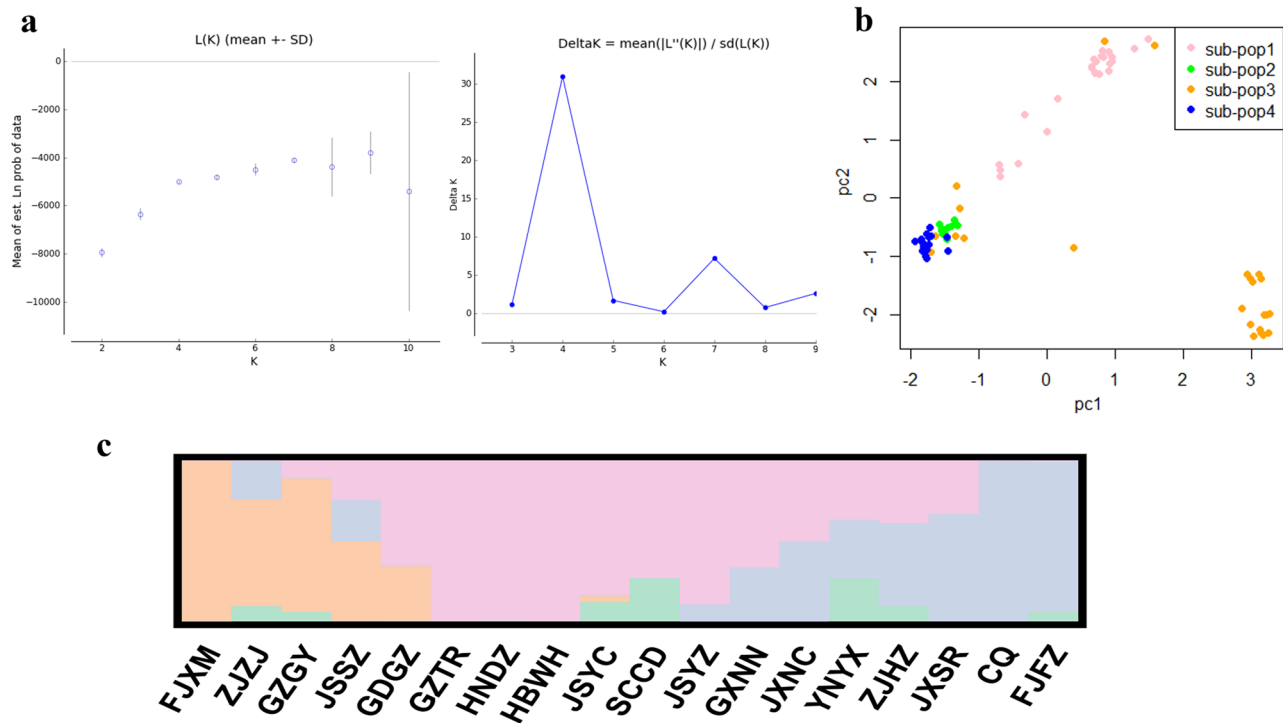 a
L(K) (mean +- SD)
Mean of est. Ln prob of data
0
−2000
−4000
−6000
−8000
−10000
2
4
6
8
10
K
DeltaK = mean(|L''(K)|) / sd(L(K))
Delta K
30
25
20
15
10
5
0
3
4
5
6
7
8
9
K
b
sub-pop1
sub-pop2
sub-pop3
sub-pop4
pc2
2
1
0
-1
-2
-2
-1
0
1
2
3
pc1
c
FJXM
ZJZJ
GZGY
JSSZ
GDGZ
GZTR
HNDZ
HBWH
JSYC
SCCD
JSYZ
GXNN
JXNC
YNYX
ZJHZ
JXSR
CQ
FJFZ